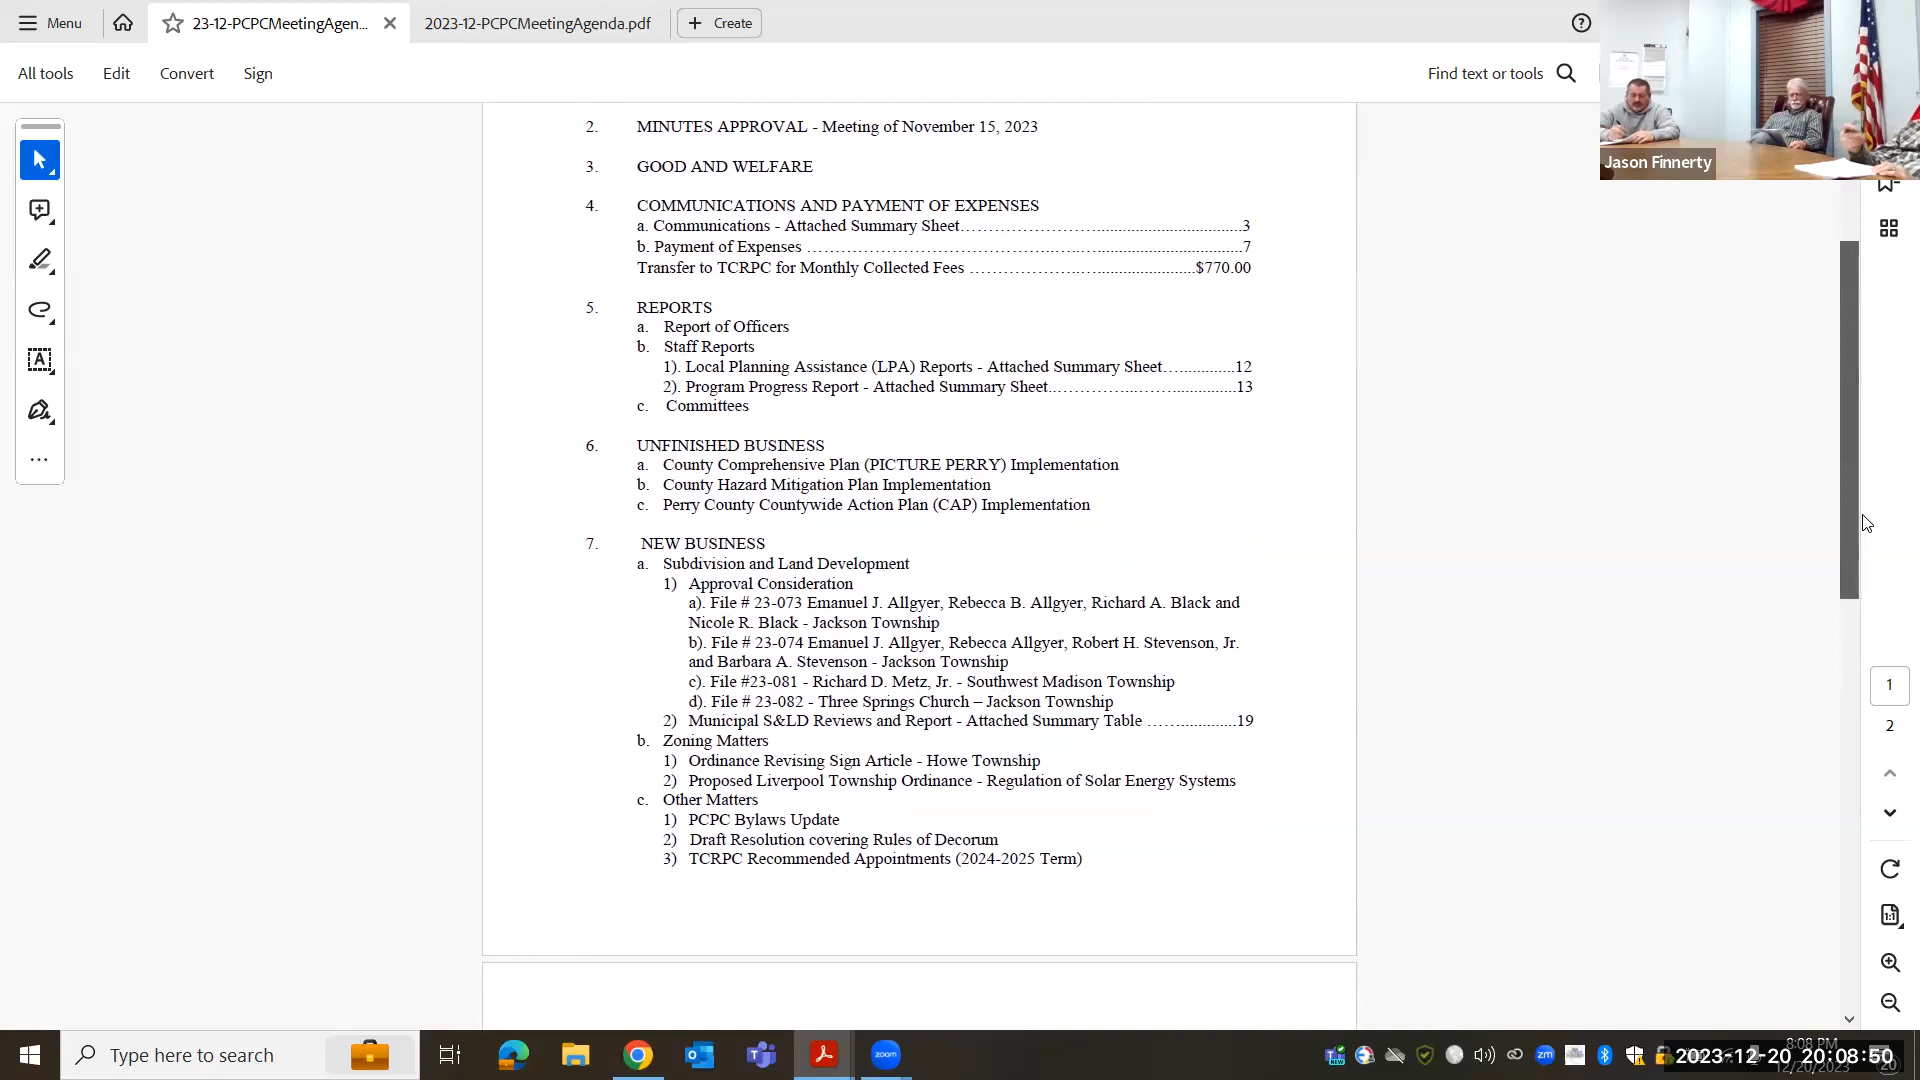 Menu
23-12-PCPCMeetingAgen...
2023-12-PCPCMeetingAgenda.pdf
Create
All tools
Edit
Convert
Sign
Find text or tools
Jason Finnerty
2. MINUTES APPROVAL - Meeting of November 15, 2023
3. GOOD AND WELFARE
4. COMMUNICATIONS AND PAYMENT OF EXPENSES
a. Communications - Attached Summary Sheet.......................................................3
b. Payment of Expenses .......................................................7
Transfer to TCRPC for Monthly Collected Fees .............................................$770.00
5. REPORTS
a. Report of Officers
b. Staff Reports
1). Local Planning Assistance (LPA) Reports - Attached Summary Sheet................12
2). Program Progress Report - Attached Summary Sheet....................................13
c. Committees
6. UNFINISHED BUSINESS
a. County Comprehensive Plan (PICTURE PERRY) Implementation
b. County Hazard Mitigation Plan Implementation
c. Perry County Countywide Action Plan (CAP) Implementation
7. NEW BUSINESS
a. Subdivision and Land Development
1) Approval Consideration
a). File # 23-073 Emanuel J. Allgyer, Rebecca B. Allgyer, Richard A. Black and
Nicole R. Black - Jackson Township
b). File # 23-074 Emanuel J. Allgyer, Rebecca Allgyer, Robert H. Stevenson, Jr.
and Barbara A. Stevenson - Jackson Township
c). File #23-081 - Richard D. Metz, Jr. - Southwest Madison Township
d). File # 23-082 - Three Springs Church – Jackson Township
2) Municipal S&LD Reviews and Report - Attached Summary Table ...................19
b. Zoning Matters
1) Ordinance Revising Sign Article - Howe Township
2) Proposed Liverpool Township Ordinance - Regulation of Solar Energy Systems
c. Other Matters
1) PCPC Bylaws Update
2) Draft Resolution covering Rules of Decorum
3) TCRPC Recommended Appointments (2024-2025 Term)
1
2
Type here to search
zoom
zm
8:08 PM
12/20/2023
2023-12-20 20:08:50